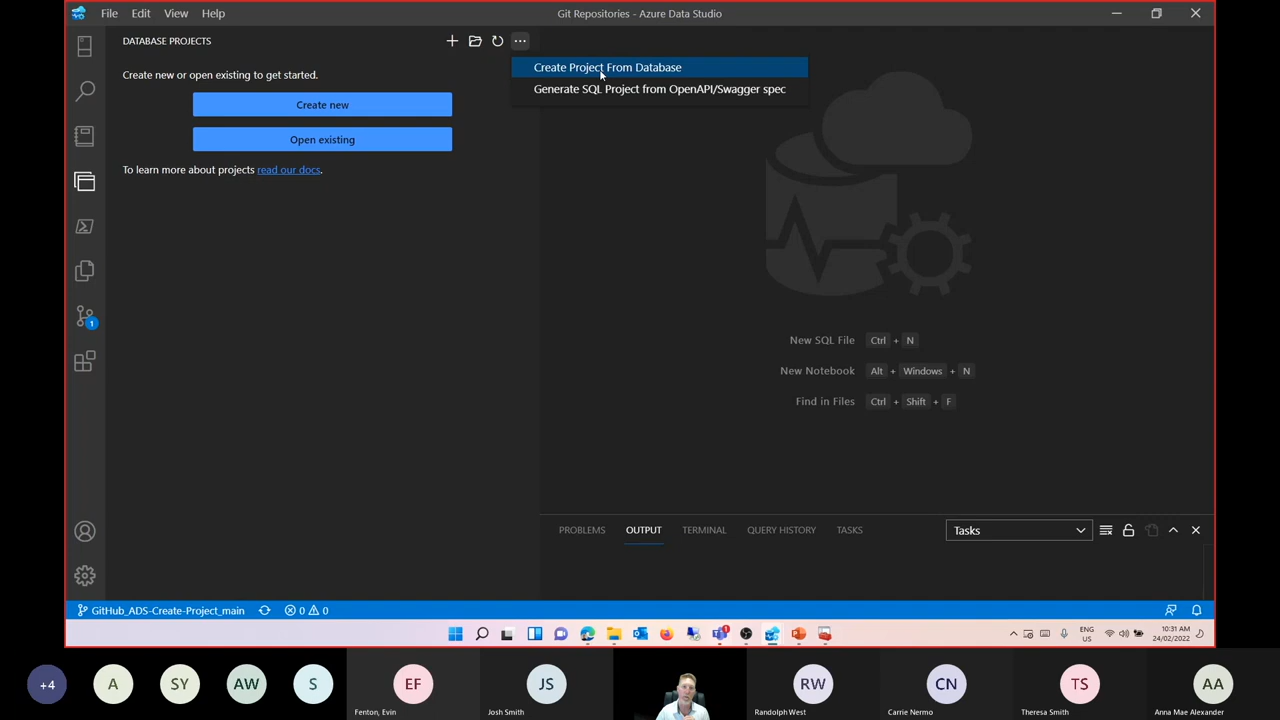 File Edit View Help
Git Repositories - Azure Data Studio
DATABASE PROJECTS
Create Project From Database
Generate SQL Project from OpenAPI/Swagger spec
Create new or open existing to get started.
Create new
Open existing
To learn more about projects read our docs.
New SQL File Ctrl + N
New Notebook Alt + Windows + N
Find in Files Ctrl + Shift + F
1
PROBLEMS OUTPUT TERMINAL QUERY HISTORY TASKS Tasks
GitHub_ADS-Create-Project_main 0 0
ENG
US
10:31 AM
24/02/2022
+4 A SY AW S EF JS RW CN TS AA
Fenton, Evin Josh Smith Randolph West Carrie Nermo Theresa Smith Anna Mae Alexander